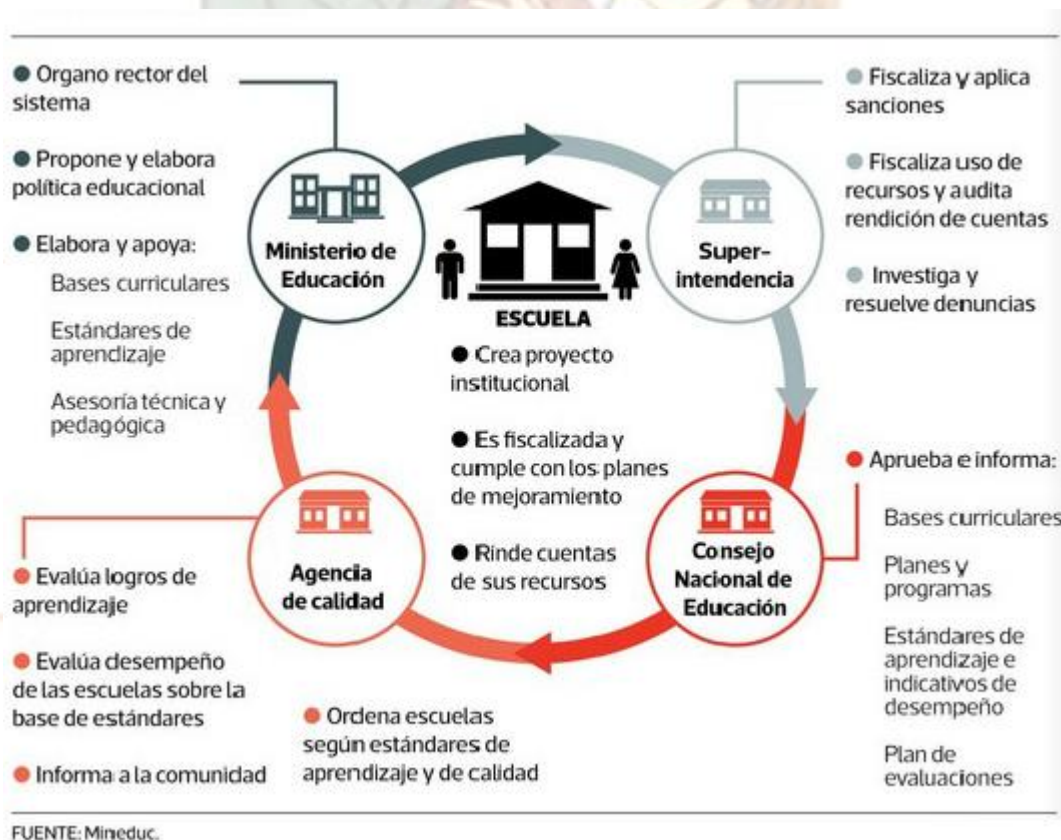 ● Organo rector del
sistema
● Propone y elabora
política educacional
● Elabora y apoya:
Bases curriculares
Estándares de
aprendizaje
Asesoría técnica y
pedagógica
Ministerio de
Educación
● Fiscaliza y aplica
sanciones
● Fiscaliza uso de
recursos y audita
rendición de cuentas
● Investiga y
resuelve denuncias
Super-
intendencia
ESCUELA
● Crea proyecto
institucional
● Es fiscalizada y
cumple con los planes
de mejoramiento
● Rinde cuentas
de sus recursos
● Aprueba e informa:
Bases curriculares
Planes y
programas
Estándares de
aprendizaje e
indicativos de
desempeño
Plan de
evaluaciones
Consejo
Nacional de
Educación
Agencia
de calidad
● Evalúa logros de
aprendizaje
● Evalúa desempeño
de las escuelas sobre la
base de estándares
● Informa a la comunidad
● Ordena escuelas
según estándares de
aprendizaje y de calidad
FUENTE: Mineduc.